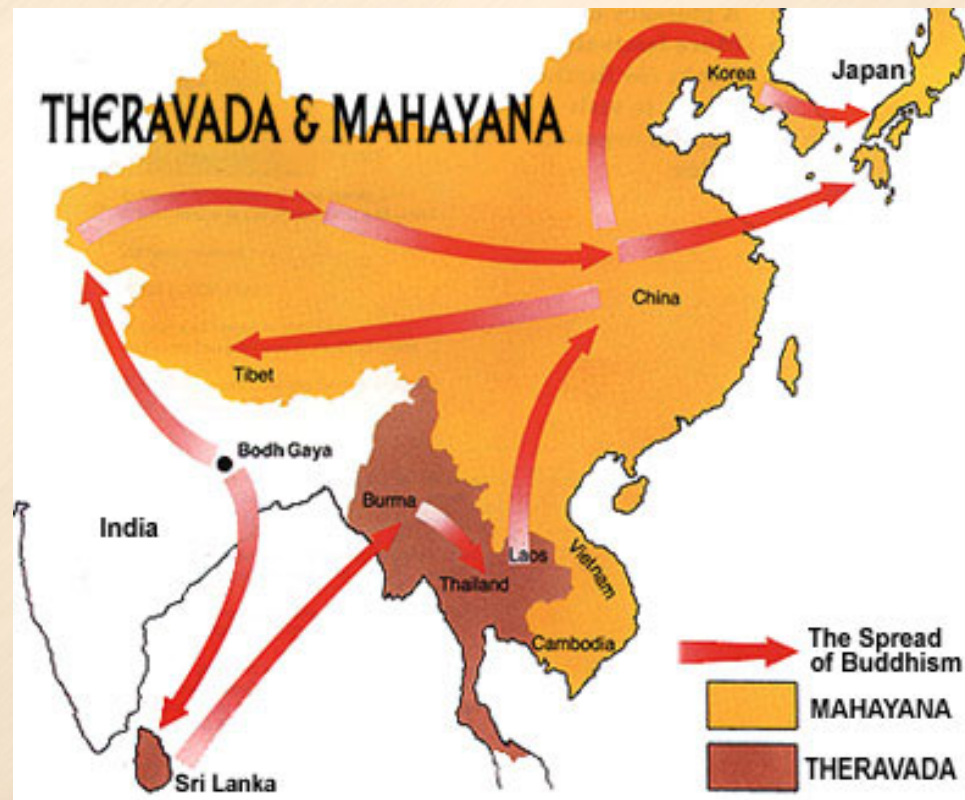 THERAVADA & MAHAYANA
Korea
Japan
China
Tibet
Bodh Gaya
India
Burma
Laos
Thailand
Vietnam
Cambodia
Sri Lanka
The Spread
of Buddhism
MAHAYANA
THERAVADA